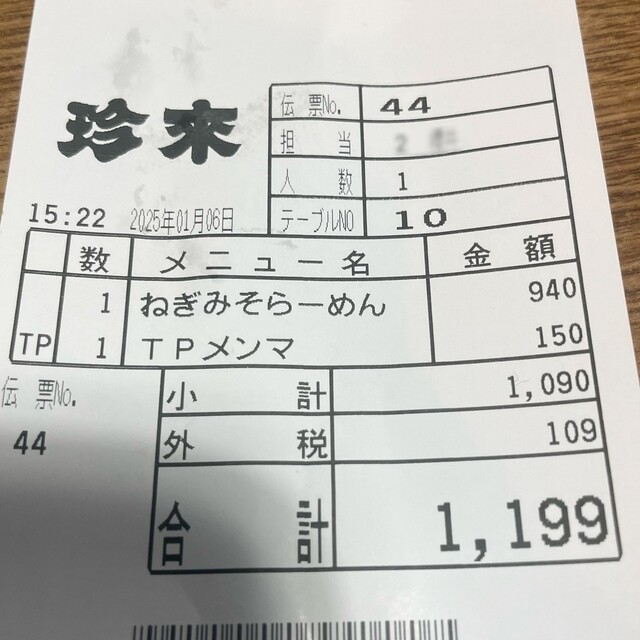 珍來
伝票No. 44
担当 2
人数 1
テーブルNO 10
15:22 2025年01月06日
数 メニュー名 金額
1 ねぎみそらーめん 940
TP 1 TPメンマ 150
伝票No.
44
小計 1,090
外税 109
合計 1,199